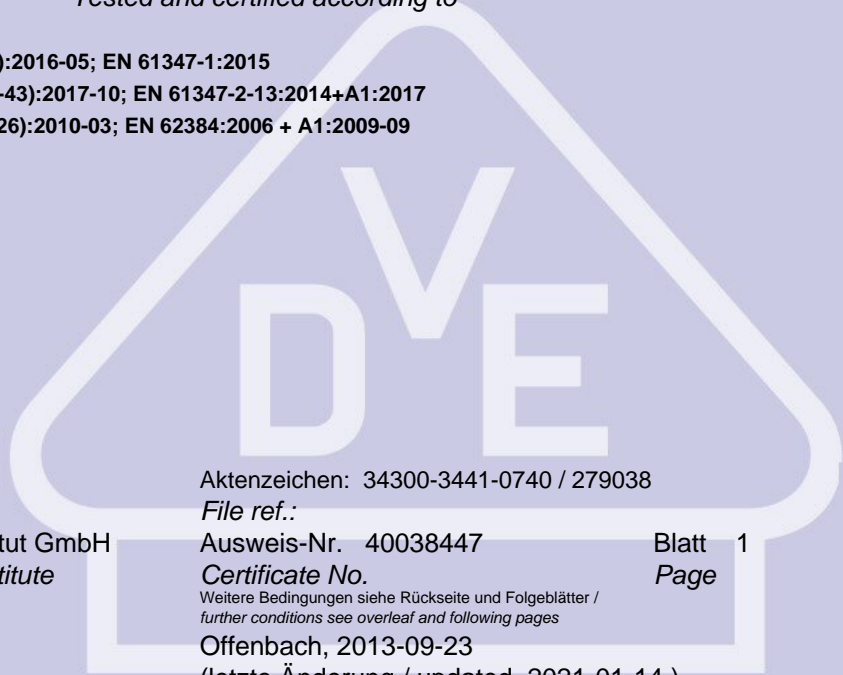 Tested and certified according to
):2016-05; EN 61347-1:2015
-43):2017-10; EN 61347-2-13:2014+A1:2017
26):2010-03; EN 62384:2006 + A1:2009-09
VDE
Aktenzeichen: 34300-3441-0740 / 279038
File ref.:
tut GmbH Ausweis-Nr. 40038447 Blatt 1
titute Certificate No. Page
Weitere Bedingungen siehe Rückseite und Folgeblätter /
further conditions see overleaf and following pages
Offenbach, 2013-09-23
(letzte Änderung / updated 2021-01-14 )